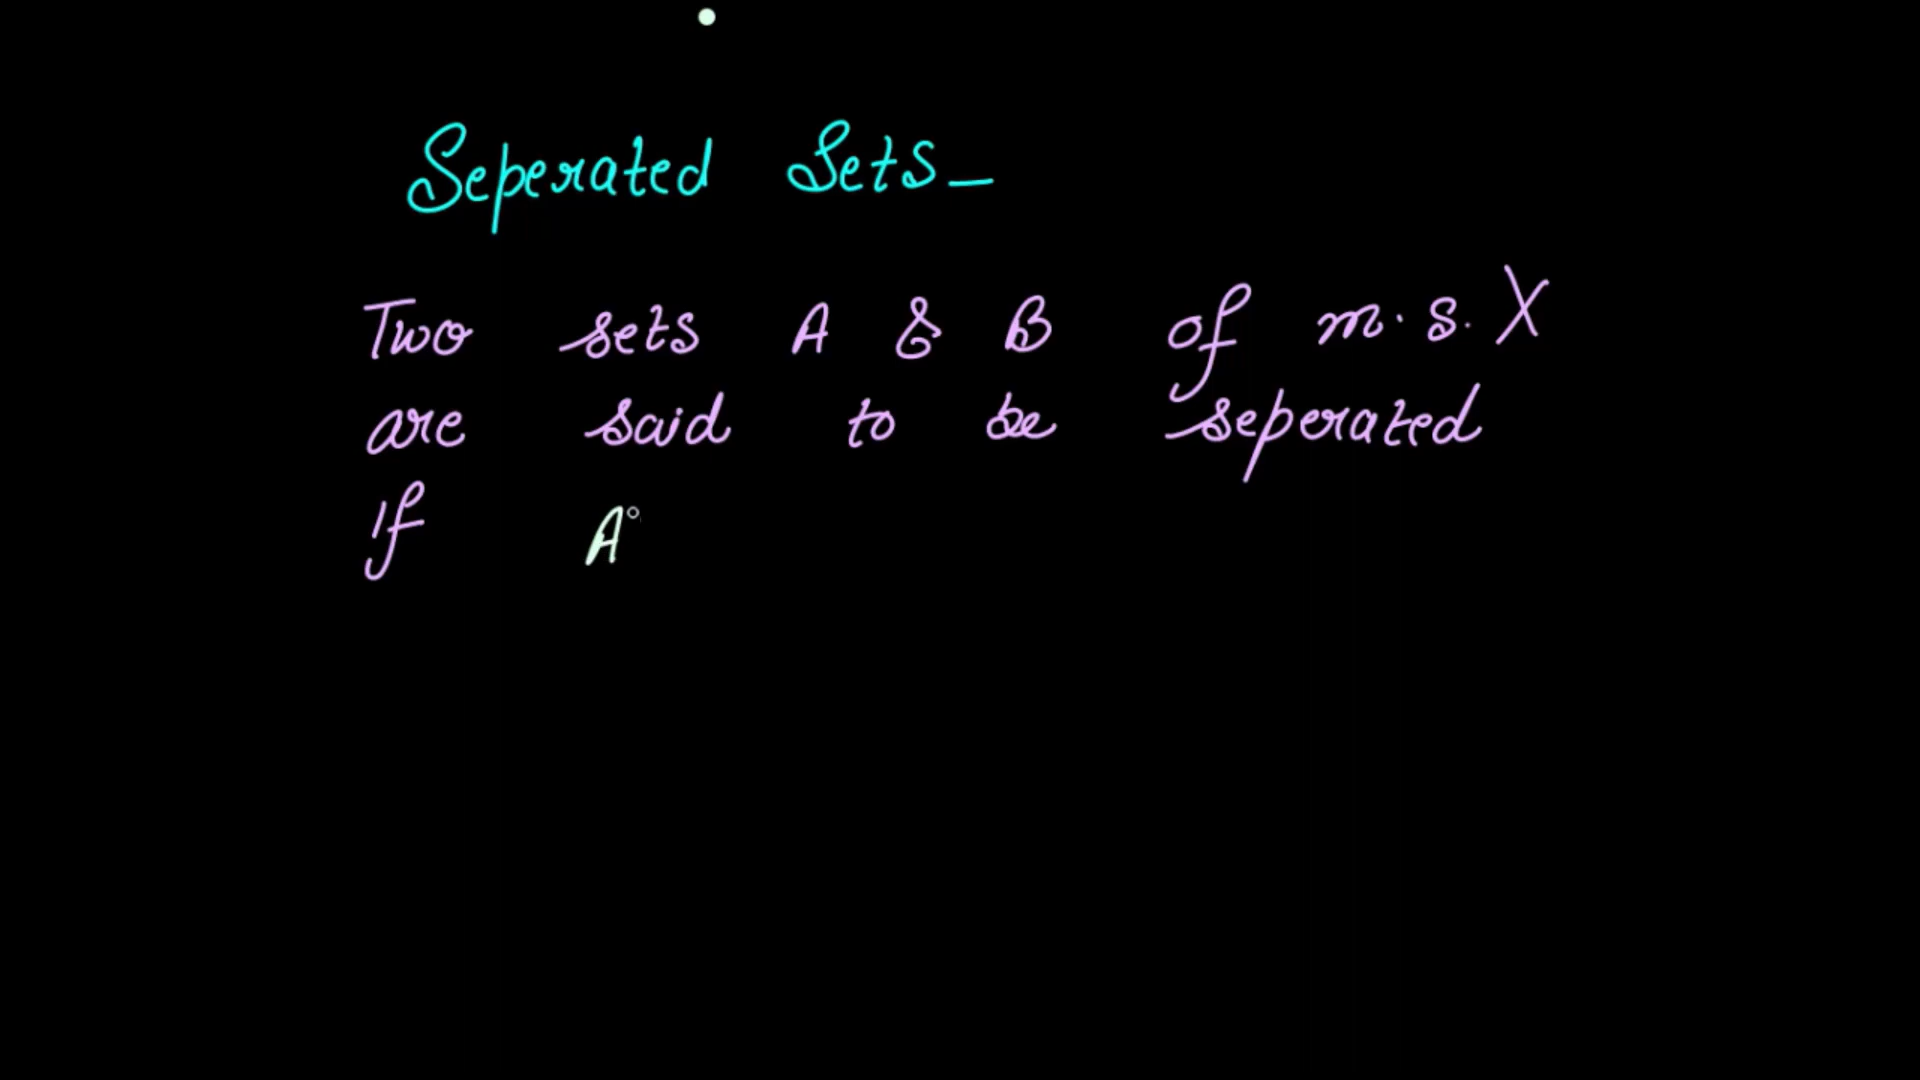 Seperated Sets_
Two sets A & B of m.s. X
are said to be seperated
If A